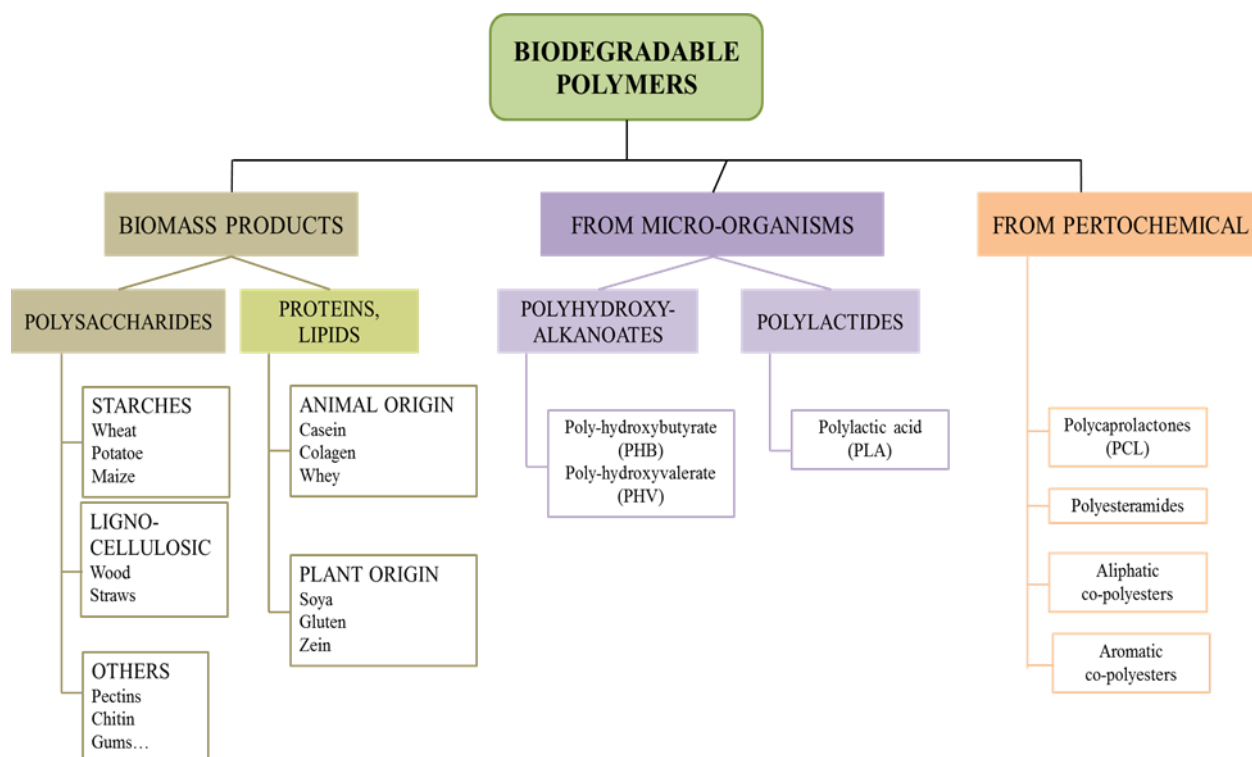 BIODEGRADABLE
POLYMERS
BIOMASS PRODUCTS
FROM MICRO-ORGANISMS
FROM PERTOCHEMICAL
POLYSACCHARIDES
PROTEINS,
LIPIDS
POLYHYDROXY-
ALKANOATES
POLYLACTIDES
STARCHES
Wheat
Potatoe
Maize
LIGNO-
CELLULOSIC
Wood
Straws
OTHERS
Pectins
Chitin
Gums…
ANIMAL ORIGIN
Casein
Colagen
Whey
PLANT ORIGIN
Soya
Gluten
Zein
Poly-hydroxybutyrate
(PHB)
Poly-hydroxyvalerate
(PHV)
Polylactic acid
(PLA)
Polycaprolactones
(PCL)
Polyesteramides
Aliphatic
co-polyesters
Aromatic
co-polyesters